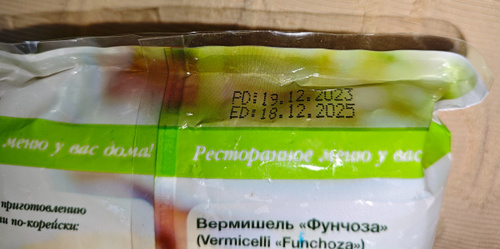 PD:19.12.2023
ED:18.12.2025
меню у вас дома!
Ресторанное меню у вас
приготовлению
по-корейски:
Вермишель «Фунчоза»
(Vermicelli «Funchoza»)